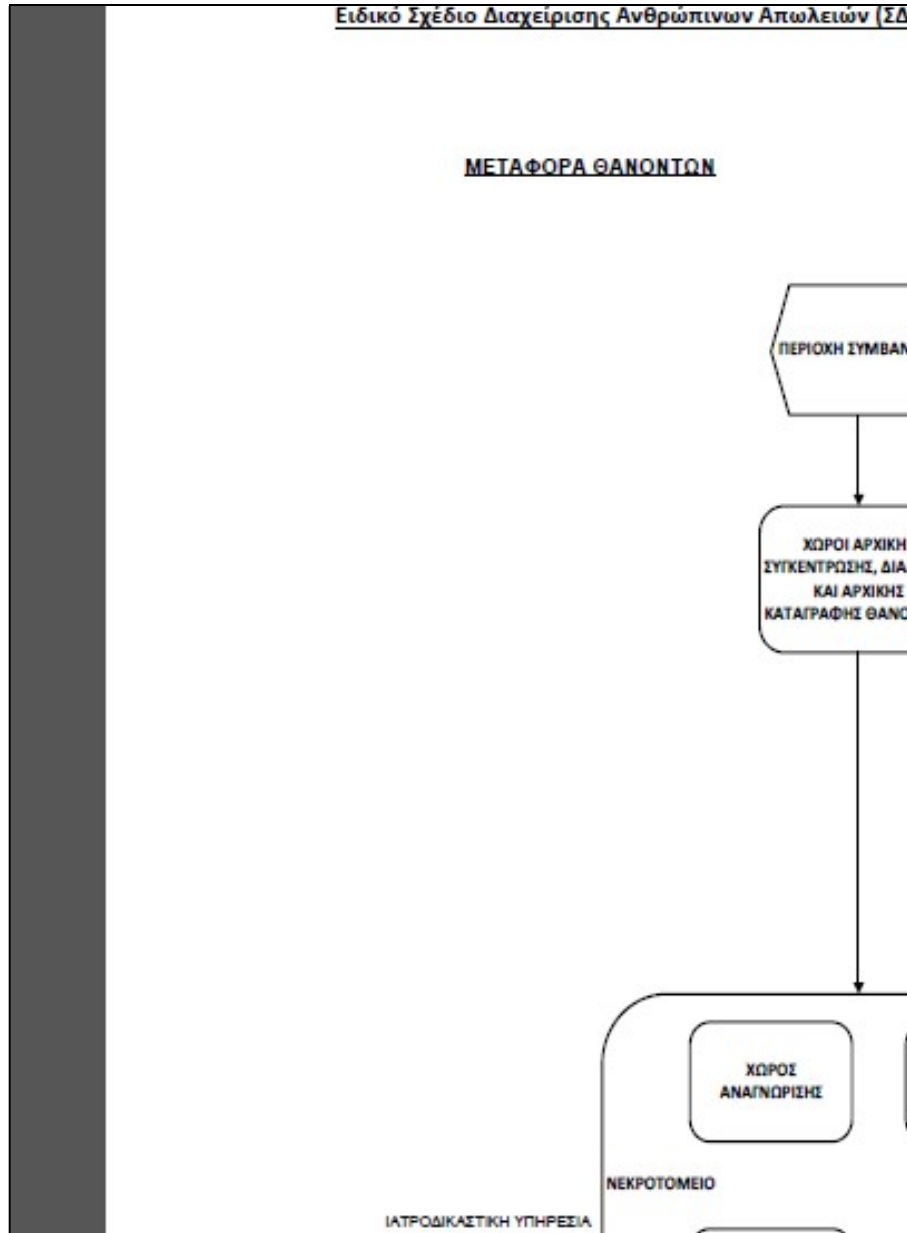 Ειδικό Σχέδιο Διαχείρισης Ανθρώπινων Απωλειών (ΣΔ
ΜΕΤΑΦΟΡΑ ΘΑΝΟΝΤΩΝ
ΠΕΡΙΟΧΗ ΣΥΜΒΑΝ
ΧΩΡΟΙ ΑΡΧΙΚΗ
ΣΥΓΚΕΝΤΡΩΣΗΣ, ΔΙΑ
ΚΑΙ ΑΡΧΙΚΗΣ
ΚΑΤΑΓΡΑΦΗΣ ΘΑΝΟ
ΧΩΡΟΣ
ΑΝΑΓΝΩΡΙΣΗΣ
ΝΕΚΡΟΤΟΜΕΙΟ
ΙΑΤΡΟΔΙΚΑΣΤΙΚΗ ΥΠΗΡΕΣΙΑ